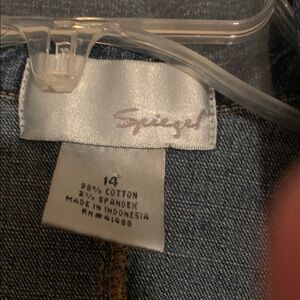 Spiegel
14
98% COTTON
2% SPANDEX
MADE IN INDONESIA
RN#41488